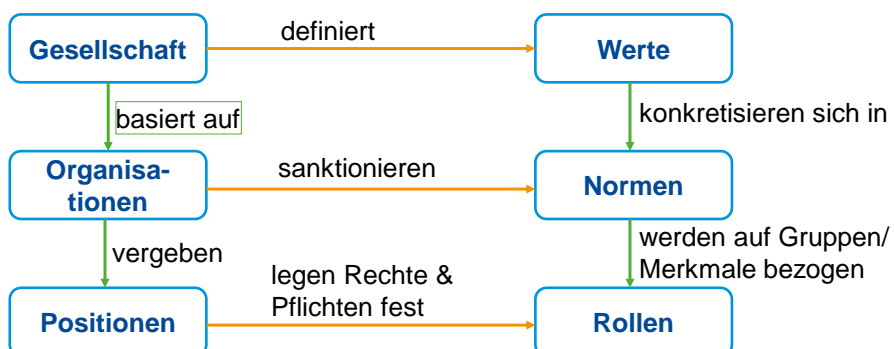 Gesellschaft
definiert
Werte
basiert auf
konkretisieren sich in
Organisa-
tionen
sanktionieren
Normen
vergeben
werden auf Gruppen/
Merkmale bezogen
legen Rechte &
Pflichten fest
Positionen
Rollen